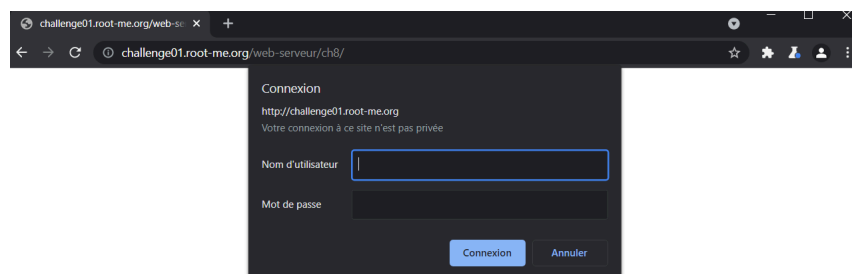 challenge01.root-me.org/web-se
challenge01.root-me.org/web-serveur/ch8/
Connexion
http://challenge01.root-me.org
Votre connexion à ce site n'est pas privée
Nom d'utilisateur
Mot de passe
Connexion Annuler